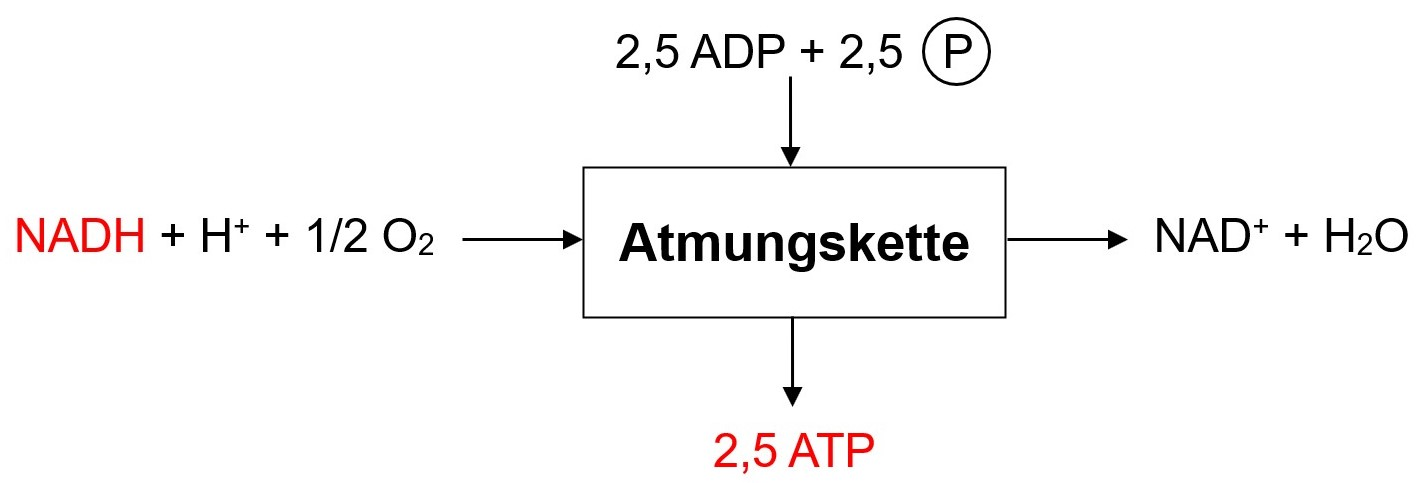 2,5 ADP + 2,5 P
NADH + H⁺ + 1/2 O₂ Atmungskette NAD⁺ + H₂O
2,5 ATP